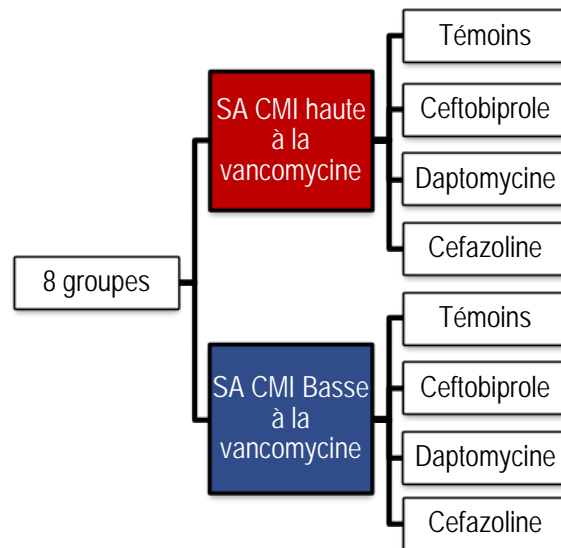 8 groupes
SA CMI haute
à la
vancomycine
Témoins
Ceftobiprole
Daptomycine
Cefazoline
SA CMI Basse
à la
vancomycine
Témoins
Ceftobiprole
Daptomycine
Cefazoline